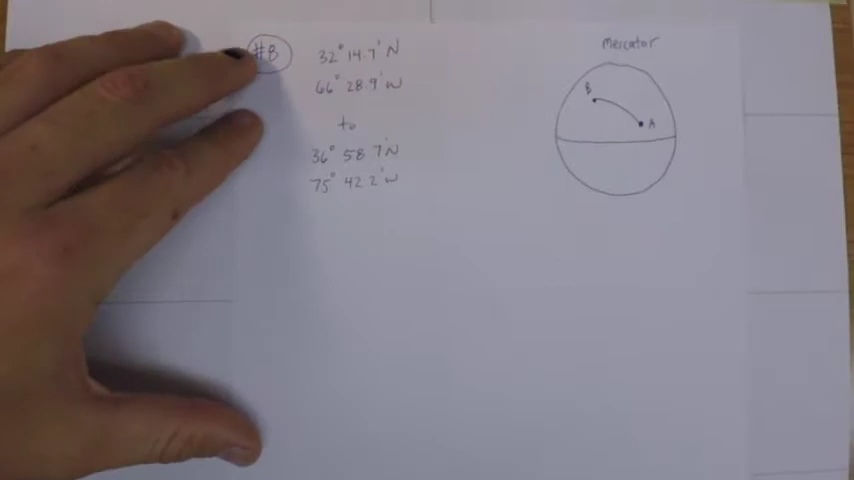 #8
32° 14.7' N
66° 28.9' W
to
36° 58.7' N
75° 42.2' W
Mercator
B
A